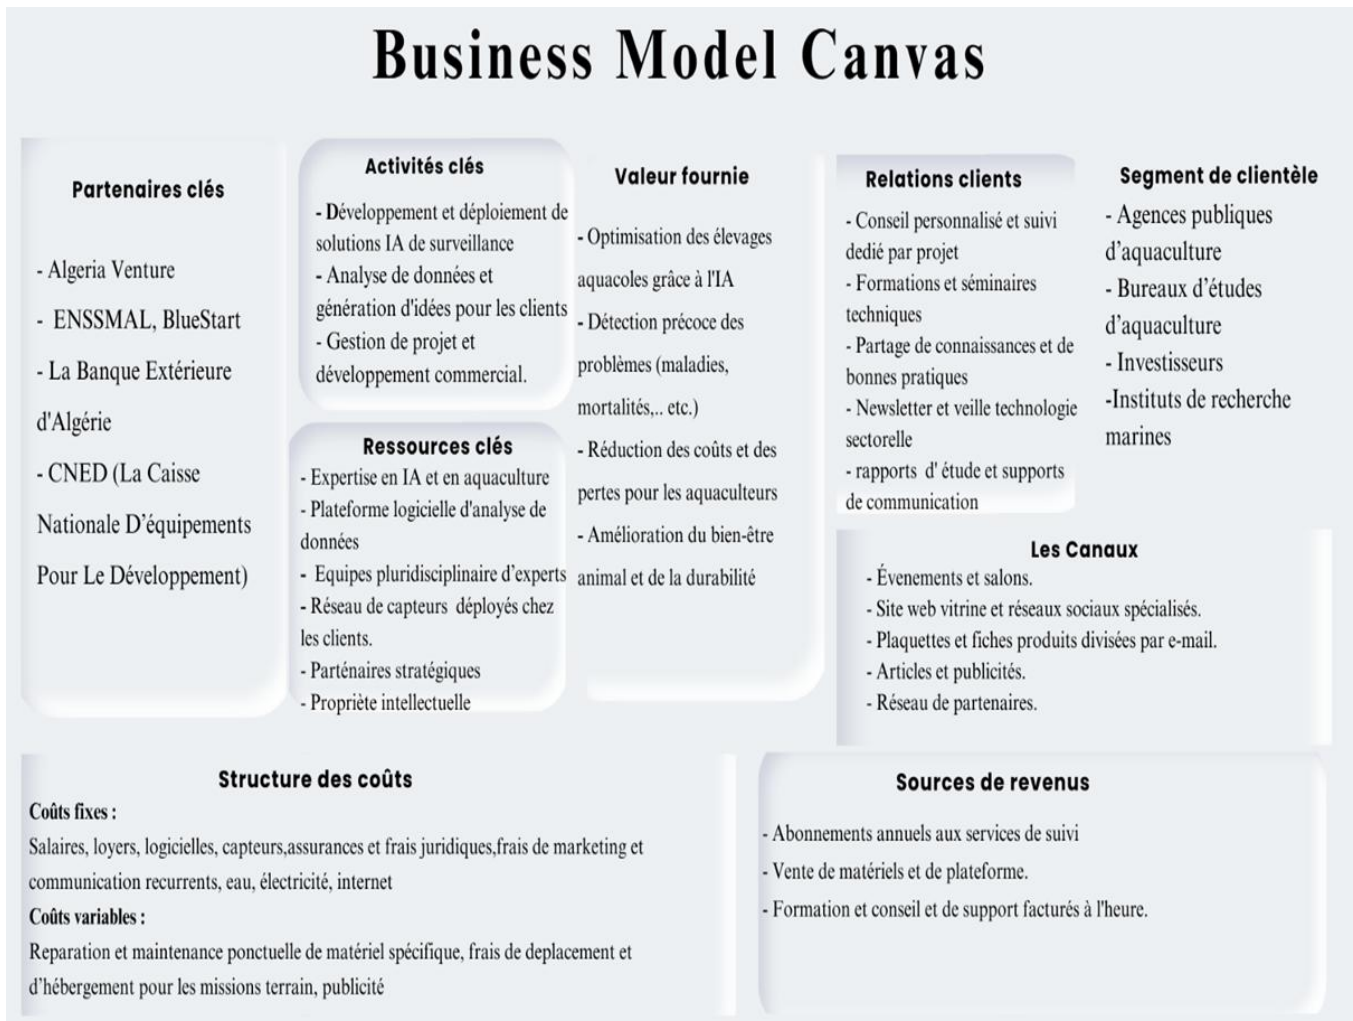 Business Model Canvas
Partenaires clés
- Algeria Venture
- ENSSMAL, BlueStart
- La Banque Extérieure
d'Algérie
- CNED (La Caisse
Nationale D’équipements
Pour Le Développement)
Activités clés
- Développement et déploiement de
solutions IA de surveillance
- Analyse de données et
génération d'idées pour les clients
- Gestion de projet et
développement commercial.
Ressources clés
- Expertise en IA et en aquaculture
- Plateforme logicielle d'analyse de
données
- Equipes pluridisciplinaire d’experts
- Réseau de capteurs déployés chez
les clients.
- Parténaires stratégiques
- Propriète intellectuelle
Valeur fournie
- Optimisation des élevages
aquacoles grâce à l'IA
- Détection précoce des
problèmes (maladies,
mortalités,.. etc.)
- Réduction des coûts et des
pertes pour les aquaculteurs
- Amélioration du bien-être
animal et de la durabilité
Relations clients
- Conseil personnalisé et suivi
dedié par projet
- Formations et séminaires
techniques
- Partage de connaissances et de
bonnes pratiques
- Newsletter et veille technologie
sectorelle
- rapports d' étude et supports
de communication
Segment de clientèle
- Agences publiques
d’aquaculture
- Bureaux d’études
d’aquaculture
- Investisseurs
-Instituts de recherche
marines
Les Canaux
- Évenements et salons.
- Site web vitrine et réseaux sociaux spécialisés.
- Plaquettes et fiches produits divisées par e-mail.
- Articles et publicités.
- Réseau de partenaires.
Structure des coûts
Coûts fixes :
Salaires, loyers, logicielles, capteurs,assurances et frais juridiques,frais de marketing et
communication recurrents, eau, électricité, internet
Coûts variables :
Reparation et maintenance ponctuelle de matériel spécifique, frais de deplacement et
d’hébergement pour les missions terrain, publicité
Sources de revenus
- Abonnements annuels aux services de suivi
- Vente de matériels et de plateforme.
- Formation et conseil et de support facturés à l'heure.